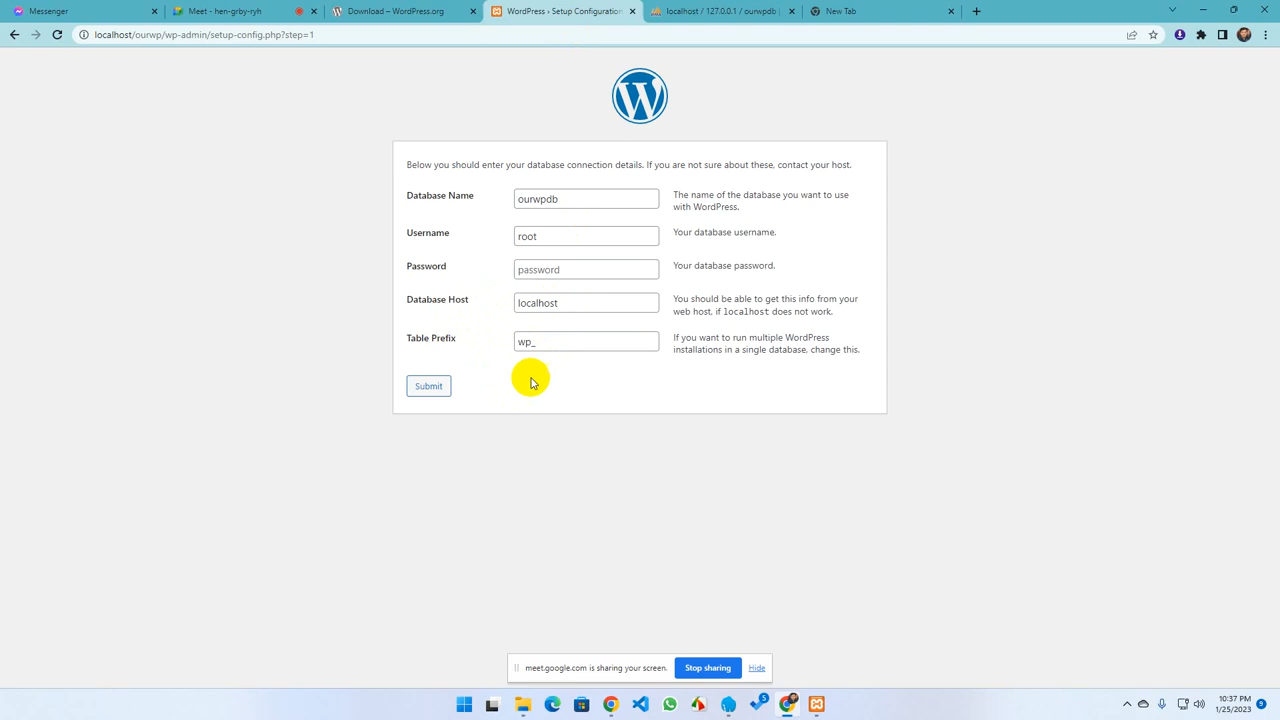 Messenger
Meet - hen-grby-ryh
Download – WordPress.org
WordPress › Setup Configuration
localhost / 127.0.0.1 / ourwpdb
New Tab
localhost/ourwp/wp-admin/setup-config.php?step=1
Below you should enter your database connection details. If you are not sure about these, contact your host.
Database Name
ourwpdb
The name of the database you want to use
with WordPress.
Username
root
Your database username.
Password
password
Your database password.
Database Host
localhost
You should be able to get this info from your
web host, if localhost does not work.
Table Prefix
wp_
If you want to run multiple WordPress
installations in a single database, change this.
Submit
meet.google.com is sharing your screen.
Stop sharing
Hide
5
10:37 PM
1/25/2023
3